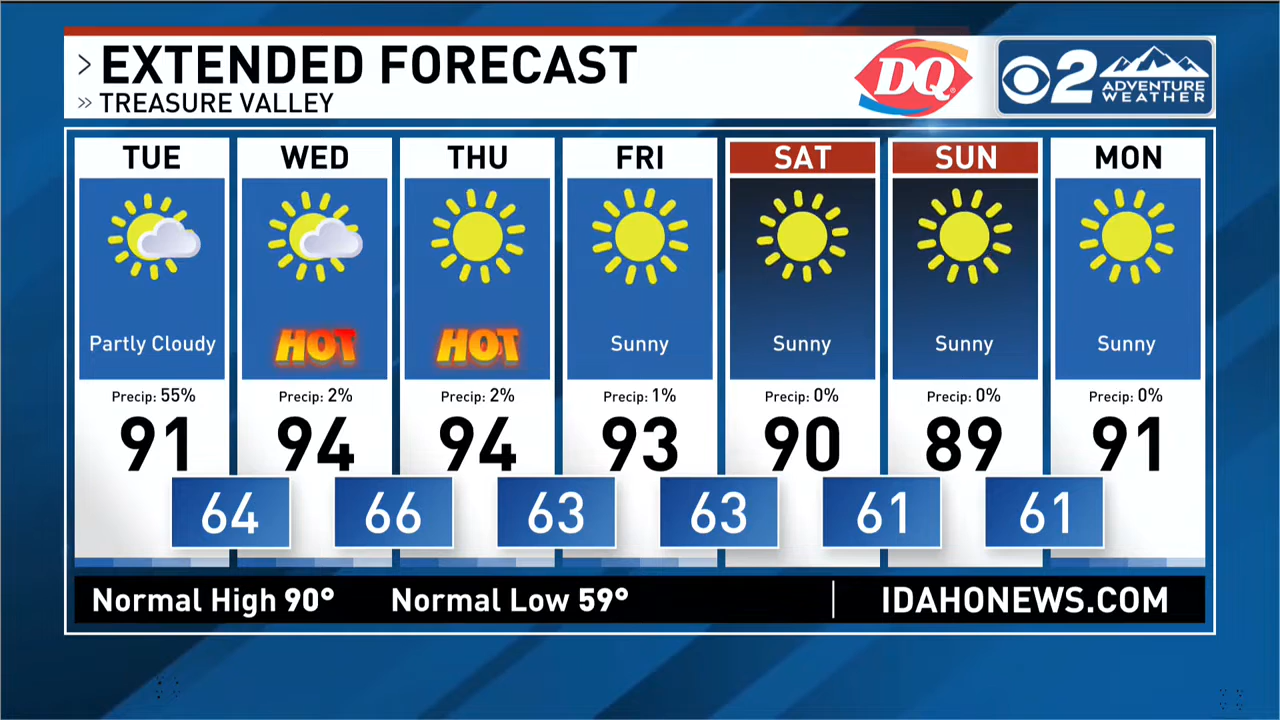 > EXTENDED FORECAST
» TREASURE VALLEY
DQ®
2 ADVENTURE WEATHER
TUE WED THU FRI SAT SUN MON
Partly Cloudy HOT HOT Sunny Sunny Sunny Sunny
Precip: 55% Precip: 2% Precip: 2% Precip: 1% Precip: 0% Precip: 0% Precip: 0%
91 94 94 93 90 89 91
64 66 63 63 61 61
Normal High 90° Normal Low 59° IDAHONEWS.COM